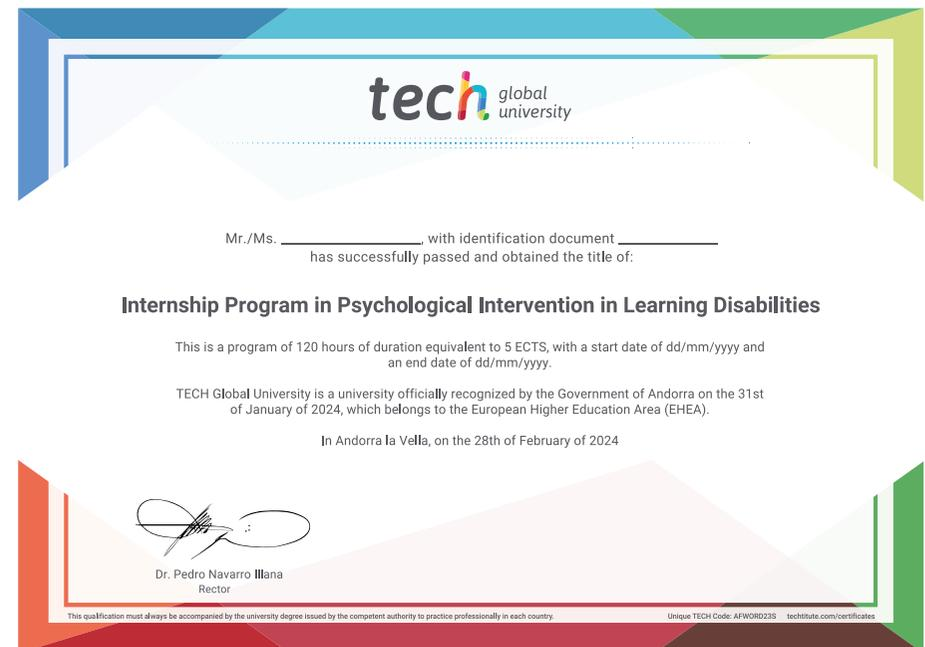 tech global
university
Mr./Ms. ________________, with identification document ____________
has successfully passed and obtained the title of:
Internship Program in Psychological Intervention in Learning Disabilities
This is a program of 120 hours of duration equivalent to 5 ECTS, with a start date of dd/mm/yyyy and
an end date of dd/mm/yyyy.
TECH Global University is a university officially recognized by the Government of Andorra on the 31st
of January of 2024, which belongs to the European Higher Education Area (EHEA).
In Andorra la Vella, on the 28th of February of 2024
Dr. Pedro Navarro Illana
Rector
This qualification must always be accompanied by the university degree issued by the competent authority to practice professionally in each country. Unique TECH Code: AFWORD23S techtitute.com/certificates